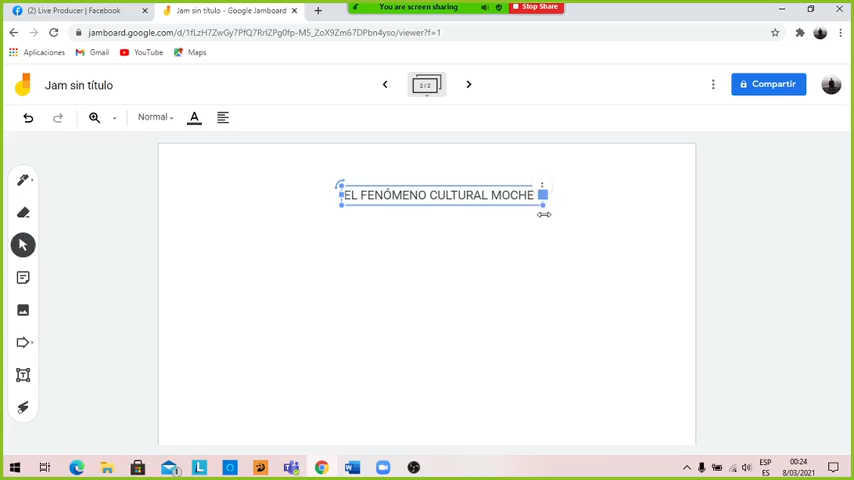 (2) Live Producer | Facebook
Jam sin título - Google Jamboard
You are screen sharing
Stop Share
jamboard.google.com/d/1fLzH7ZwGy7PfQ7RrlZPg0fp-M5_ZoX9Zm67DPbn4yso/viewer?f=1
Aplicaciones
Gmail
YouTube
Maps
Jam sin título
2 / 2
Compartir
Normal
A
EL FENÓMENO CULTURAL MOCHE
T
L
W
ESP
ES
00:24
8/03/2021